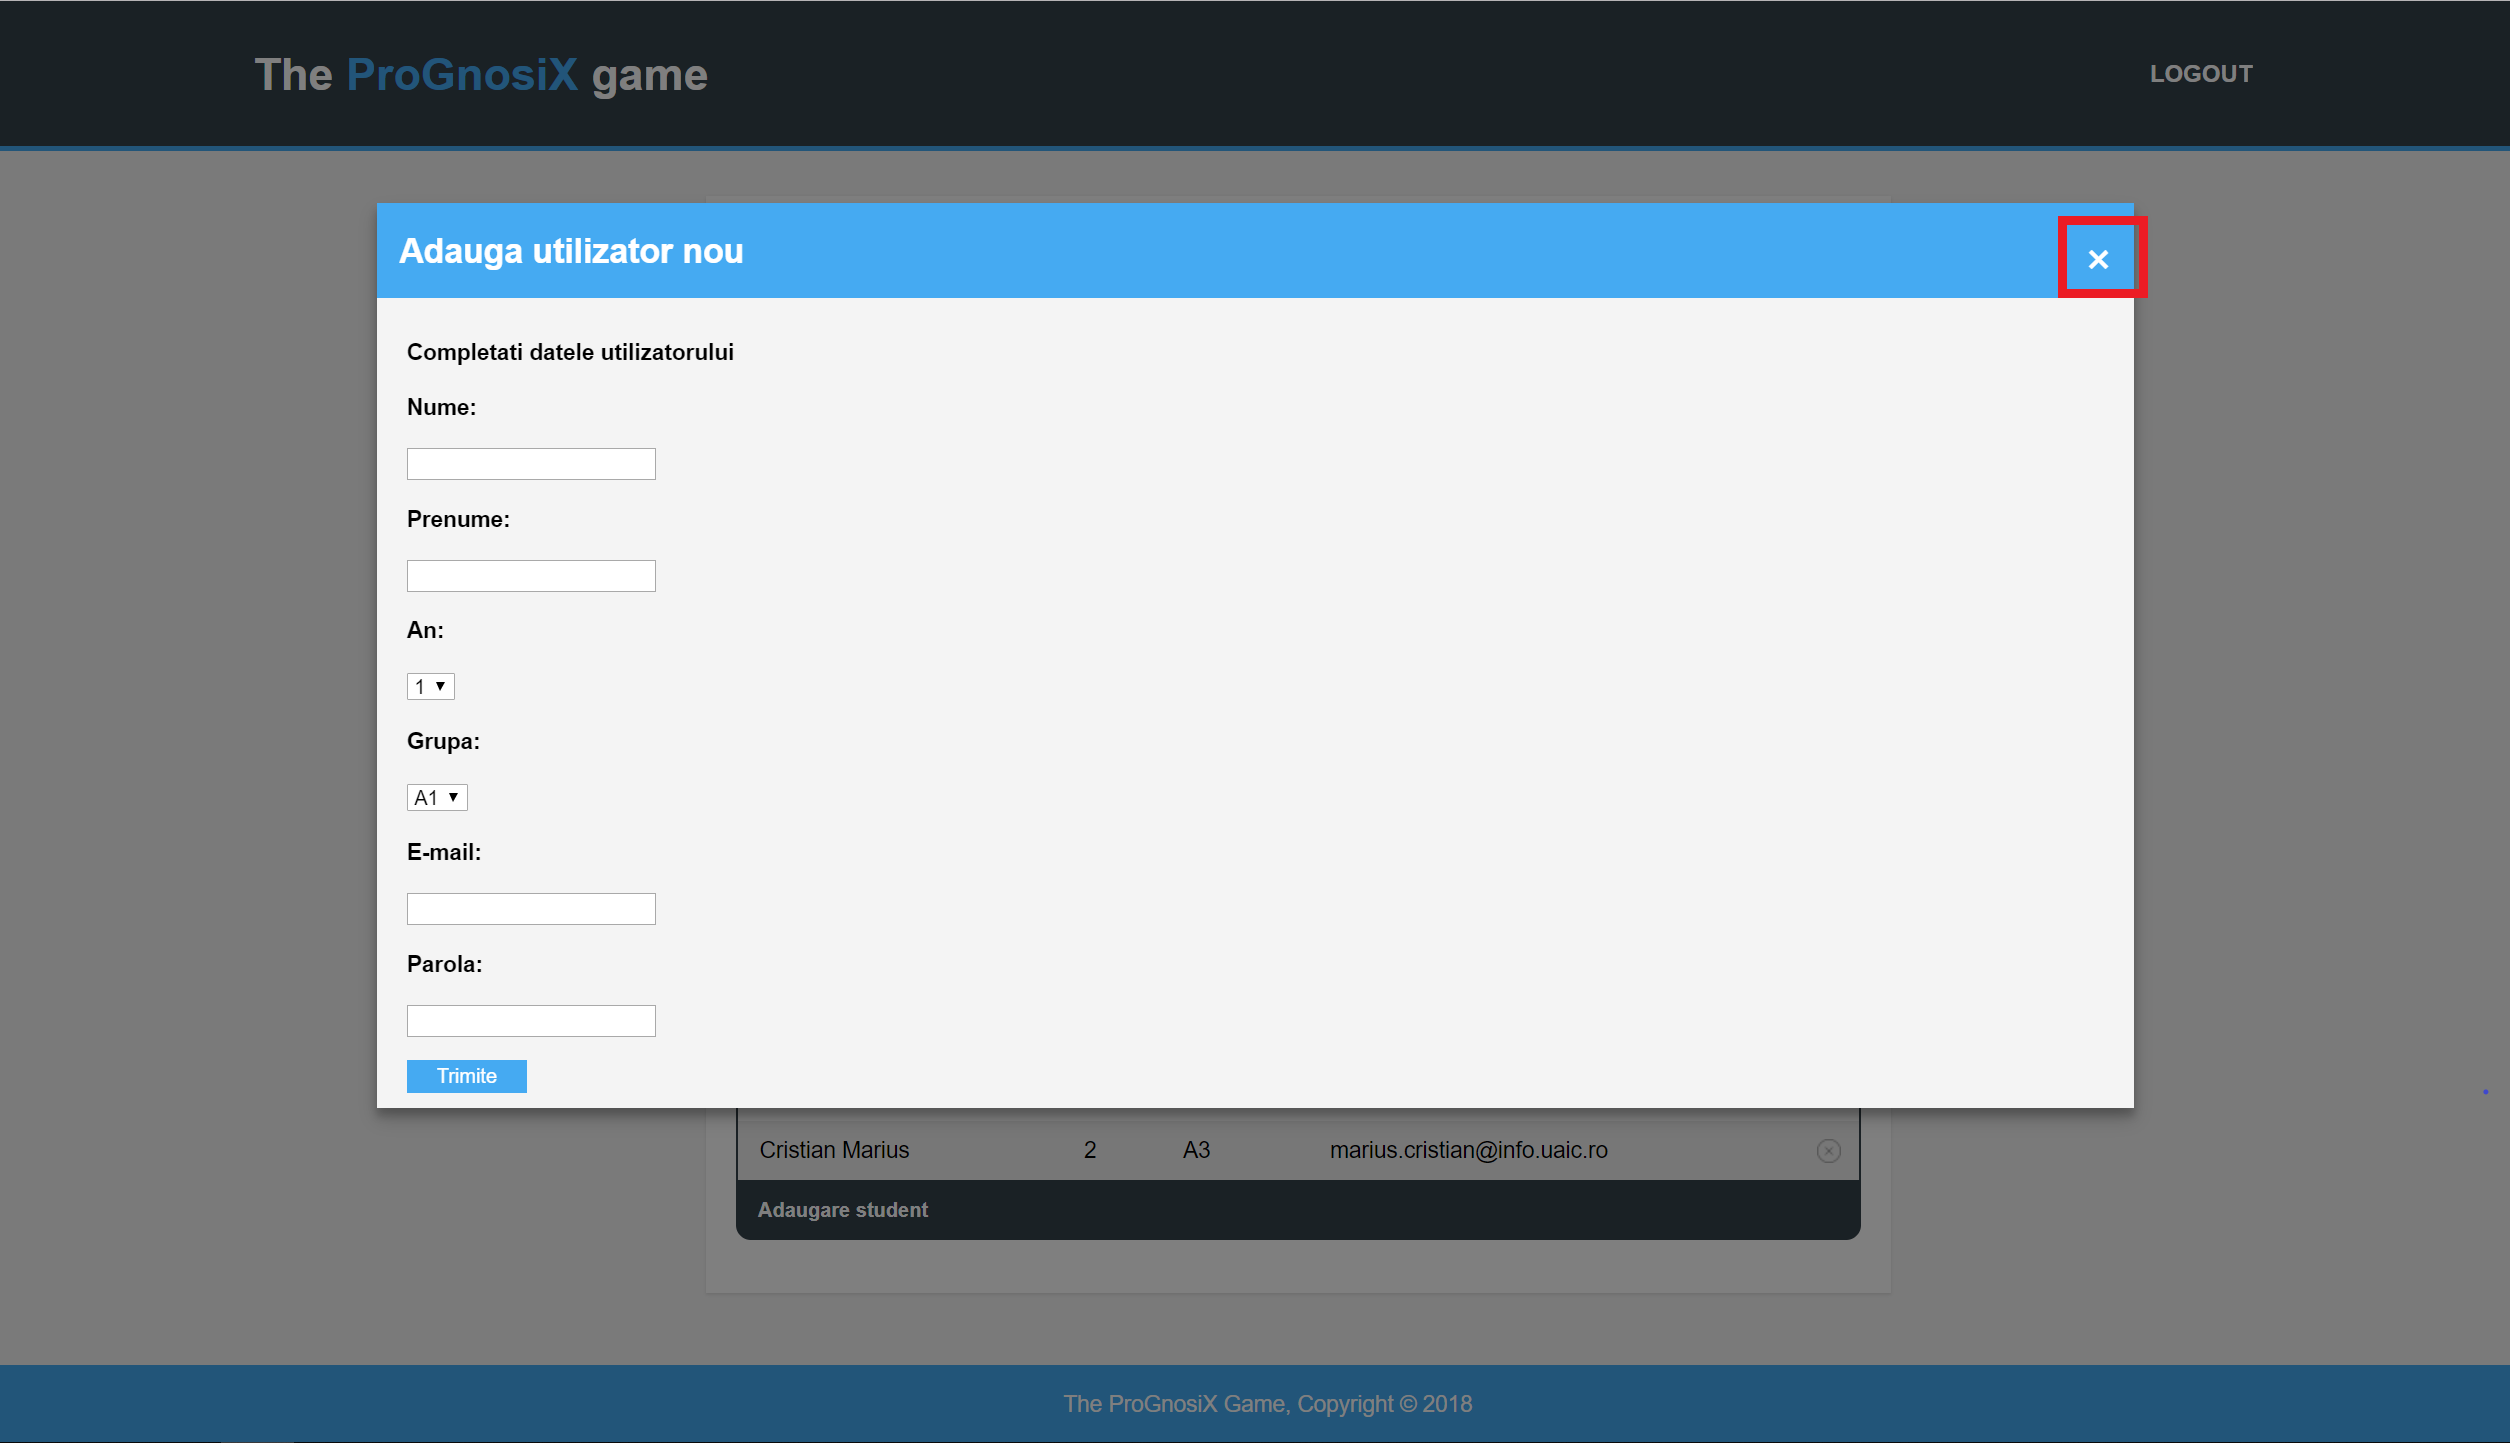 The ProGnosiX game
LOGOUT
Adauga utilizator nou
×
Completati datele utilizatorului
Nume:
Prenume:
An:
1
Grupa:
A1
E-mail:
Parola:
Trimite
Cristian Marius 2 A3 marius.cristian@info.uaic.ro
Adaugare student
The ProGnosiX Game, Copyright © 2018